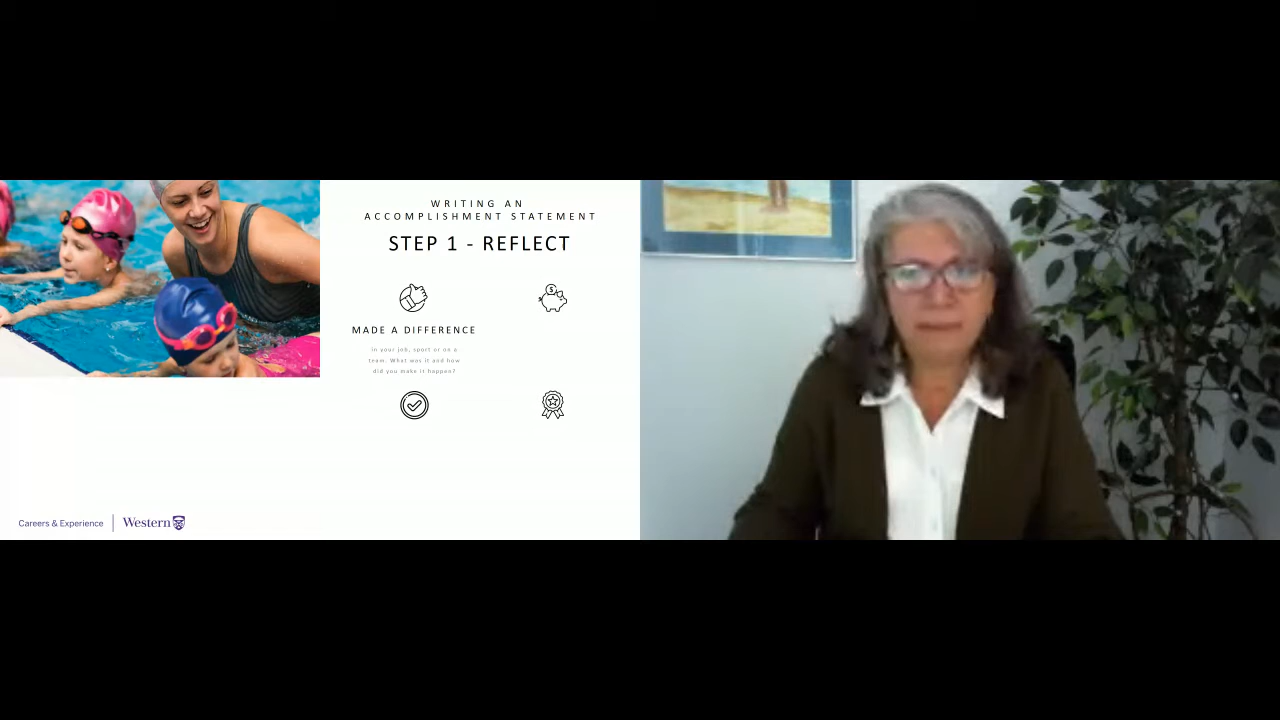 WRITING AN
ACCOMPLISHMENT STATEMENT
STEP 1 - REFLECT
MADE A DIFFERENCE
in your job, sport or on a
team. What was it and how
did you make it happen?
Careers & Experience
Western